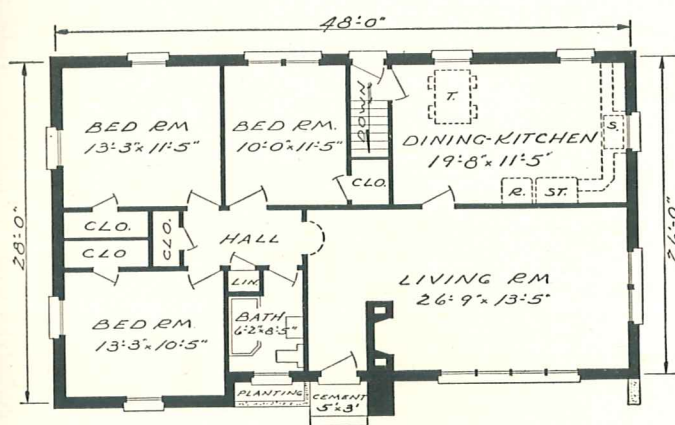 48'-0"
BED RM
13'-3" x 11'-5"
BED RM.
10'-0" x 11'-5"
DOWN
T.
DINING-KITCHEN
19'-8" x 11'-5"
S.
R.
ST.
CLO.
CLO.
CLO
CLO.
HALL
LIN.
28'-0"
26'-0"
LIVING RM
26'-9" x 13'-5"
BED RM.
13'-3" x 10'-5"
BATH
6'-2" x 8'-5"
PLANTING
CEMENT
5' x 3'